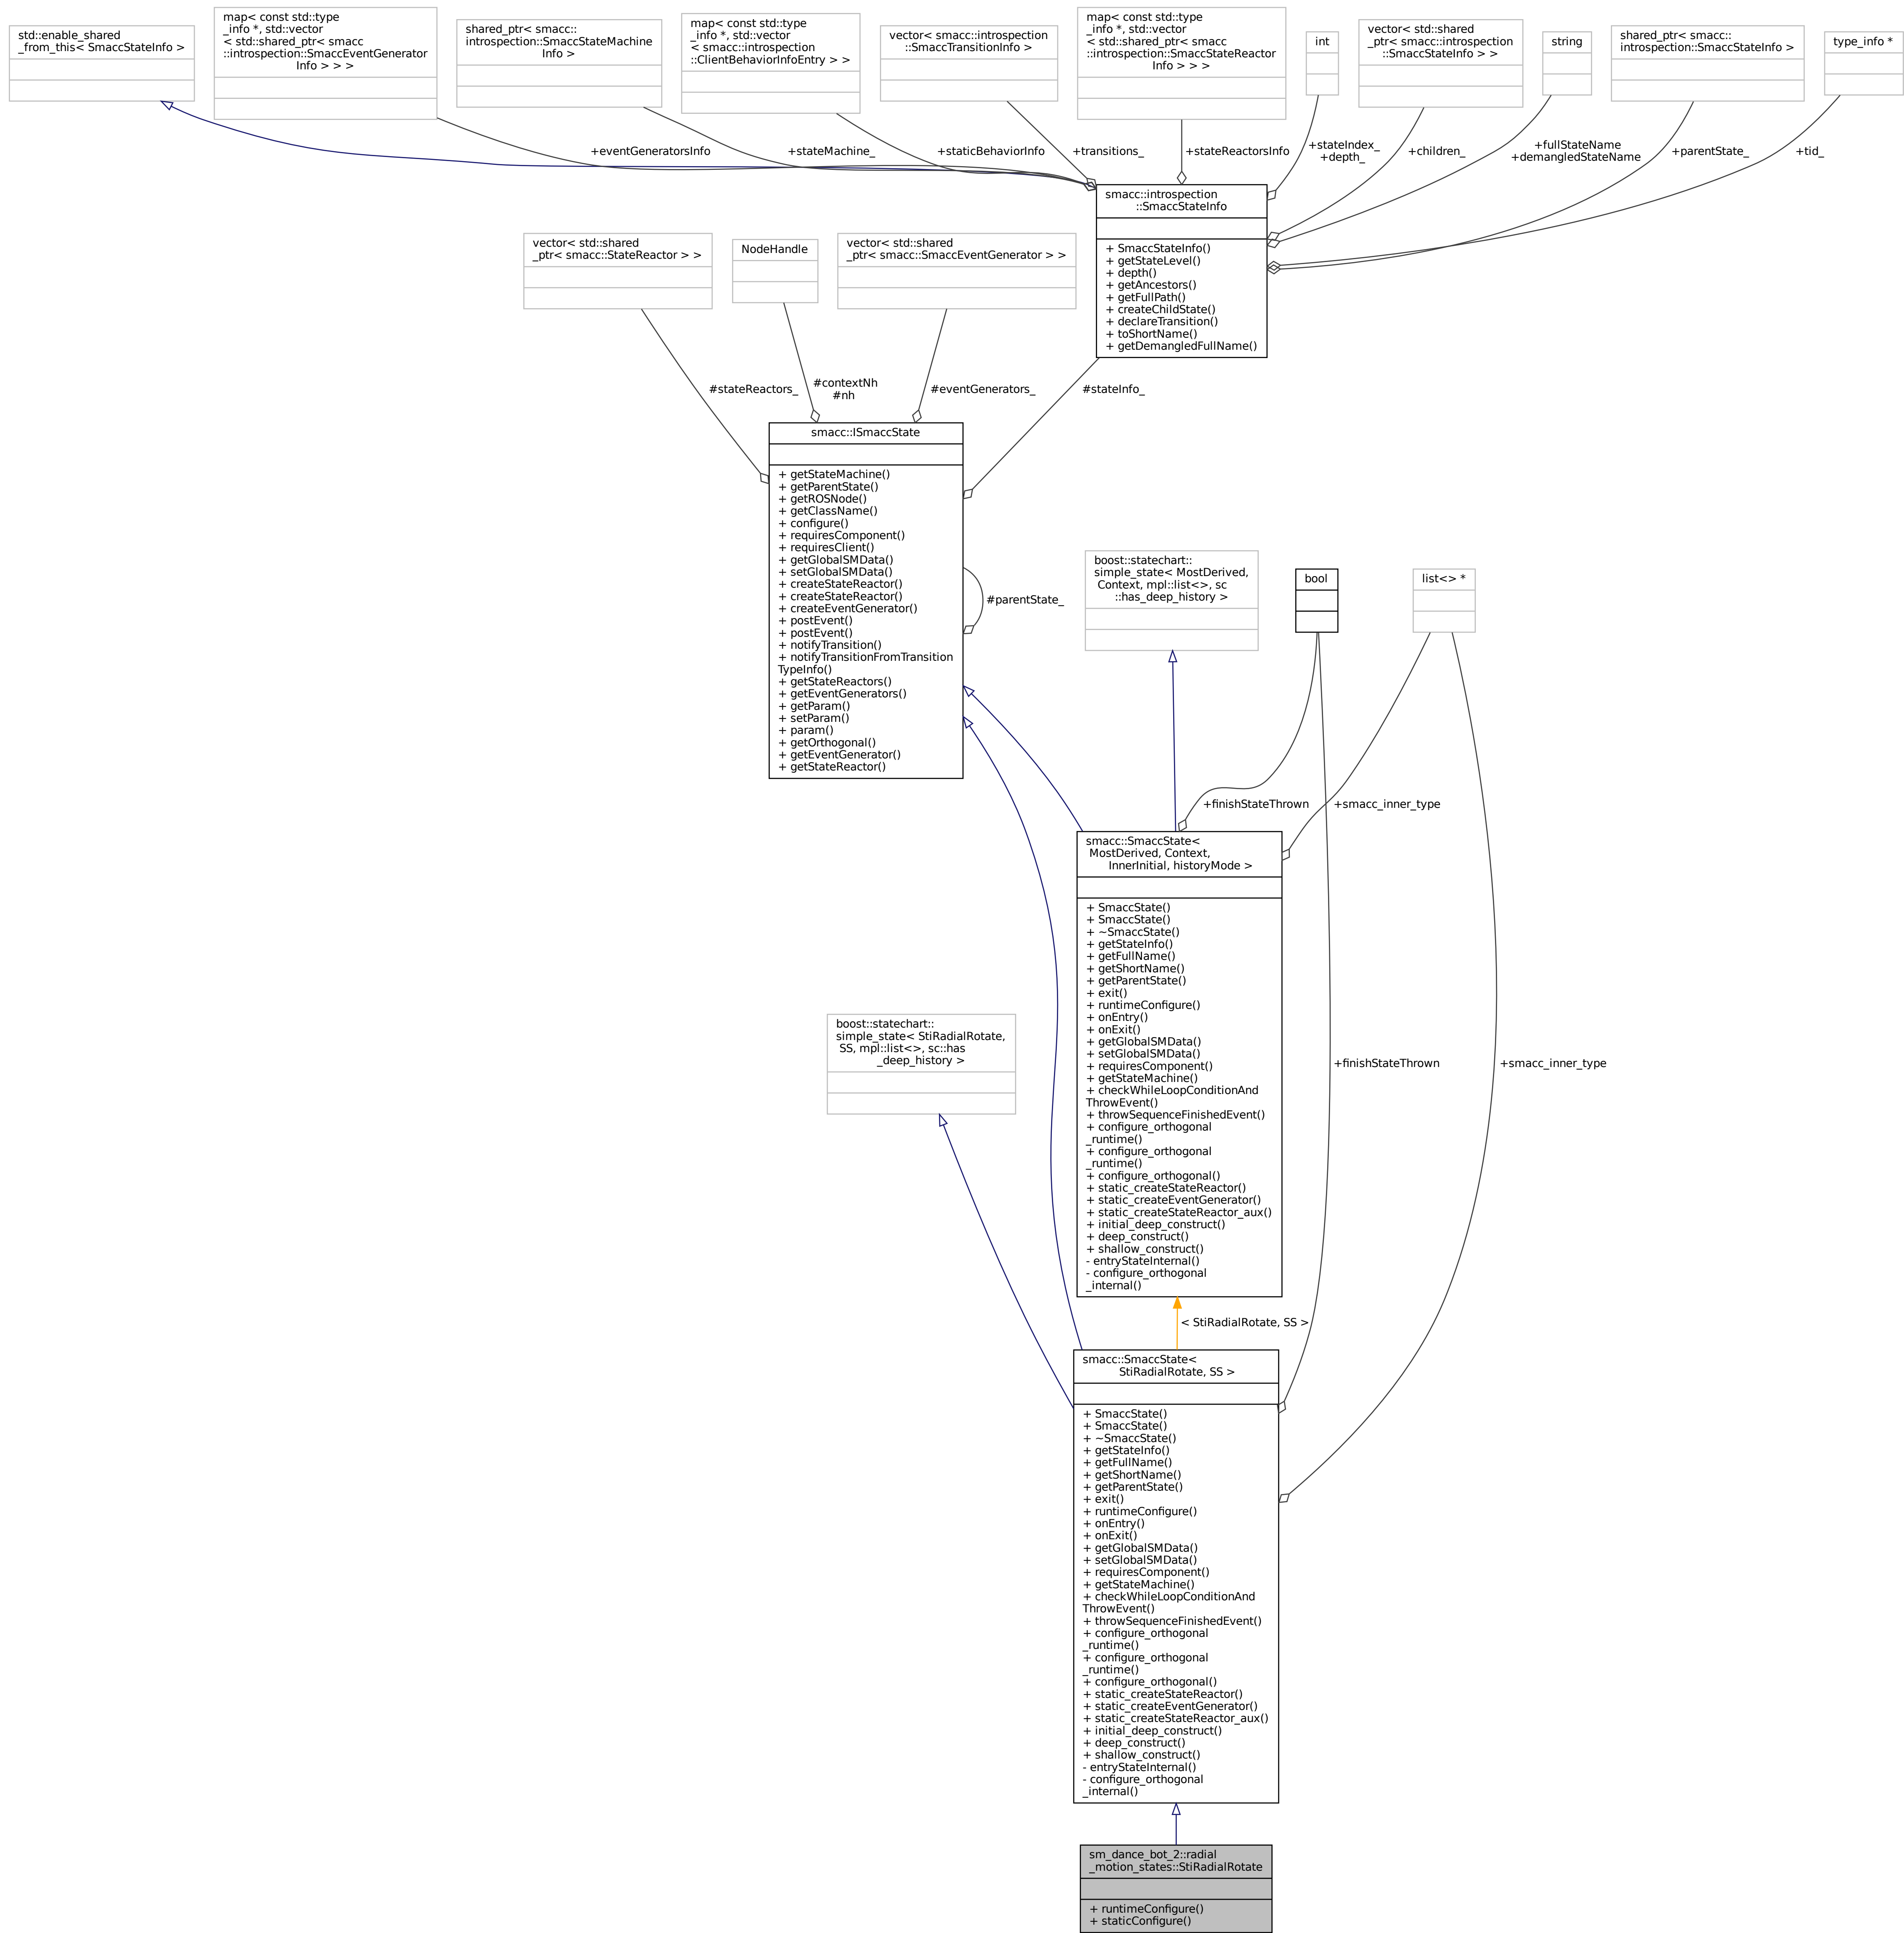 std::enable_shared
_from_this< SmaccStateInfo >
map< const std::type
_info *, std::vector
< std::shared_ptr< smacc
::introspection::SmaccEventGenerator
Info > > >
shared_ptr< smacc::
introspection::SmaccStateMachine
Info >
map< const std::type
_info *, std::vector
< smacc::introspection
::ClientBehaviorInfoEntry > >
vector< smacc::introspection
::SmaccTransitionInfo >
map< const std::type
_info *, std::vector
< std::shared_ptr< smacc
::introspection::SmaccStateReactor
Info > > >
int
vector< std::shared
_ptr< smacc::introspection
::SmaccStateInfo > >
string
shared_ptr< smacc::
introspection::SmaccStateInfo >
type_info *
+eventGeneratorsInfo
+stateMachine_
+staticBehaviorInfo
+transitions_
+stateReactorsInfo
+stateIndex_
+depth_
+children_
+fullStateName
+demangledStateName
+parentState_
+tid_
smacc::introspection
::SmaccStateInfo
+ SmaccStateInfo()
+ getStateLevel()
+ depth()
+ getAncestors()
+ getFullPath()
+ createChildState()
+ declareTransition()
+ toShortName()
+ getDemangledFullName()
vector< std::shared
_ptr< smacc::StateReactor > >
NodeHandle
vector< std::shared
_ptr< smacc::SmaccEventGenerator > >
#stateReactors_
#contextNh
#nh
#eventGenerators_
#stateInfo_
smacc::ISmaccState
+ getStateMachine()
+ getParentState()
+ getROSNode()
+ getClassName()
+ configure()
+ requiresComponent()
+ requiresClient()
+ getGlobalSMData()
+ setGlobalSMData()
+ createStateReactor()
+ createStateReactor()
+ createEventGenerator()
+ postEvent()
+ postEvent()
+ notifyTransition()
+ notifyTransitionFromTransition
TypeInfo()
+ getStateReactors()
+ getEventGenerators()
+ getParam()
+ setParam()
+ param()
+ getOrthogonal()
+ getEventGenerator()
+ getStateReactor()
#parentState_
boost::statechart::
simple_state< MostDerived,
Context, mpl::list<>, sc
::has_deep_history >
bool
list<> *
+finishStateThrown
+smacc_inner_type
smacc::SmaccState<
MostDerived, Context,
InnerInitial, historyMode >
+ SmaccState()
+ SmaccState()
+ ~SmaccState()
+ getStateInfo()
+ getFullName()
+ getShortName()
+ getParentState()
+ exit()
+ runtimeConfigure()
+ onEntry()
+ onExit()
+ getGlobalSMData()
+ setGlobalSMData()
+ requiresComponent()
+ getStateMachine()
+ checkWhileLoopConditionAnd
ThrowEvent()
+ throwSequenceFinishedEvent()
+ configure_orthogonal
_runtime()
+ configure_orthogonal
_runtime()
+ configure_orthogonal()
+ static_createStateReactor()
+ static_createEventGenerator()
+ static_createStateReactor_aux()
+ initial_deep_construct()
+ deep_construct()
+ shallow_construct()
- entryStateInternal()
- configure_orthogonal
_internal()
boost::statechart::
simple_state< StiRadialRotate,
SS, mpl::list<>, sc::has
_deep_history >
+finishStateThrown
+smacc_inner_type
< StiRadialRotate, SS >
smacc::SmaccState<
StiRadialRotate, SS >
+ SmaccState()
+ SmaccState()
+ ~SmaccState()
+ getStateInfo()
+ getFullName()
+ getShortName()
+ getParentState()
+ exit()
+ runtimeConfigure()
+ onEntry()
+ onExit()
+ getGlobalSMData()
+ setGlobalSMData()
+ requiresComponent()
+ getStateMachine()
+ checkWhileLoopConditionAnd
ThrowEvent()
+ throwSequenceFinishedEvent()
+ configure_orthogonal
_runtime()
+ configure_orthogonal
_runtime()
+ configure_orthogonal()
+ static_createStateReactor()
+ static_createEventGenerator()
+ static_createStateReactor_aux()
+ initial_deep_construct()
+ deep_construct()
+ shallow_construct()
- entryStateInternal()
- configure_orthogonal
_internal()
sm_dance_bot_2::radial
_motion_states::StiRadialRotate
+ runtimeConfigure()
+ staticConfigure()